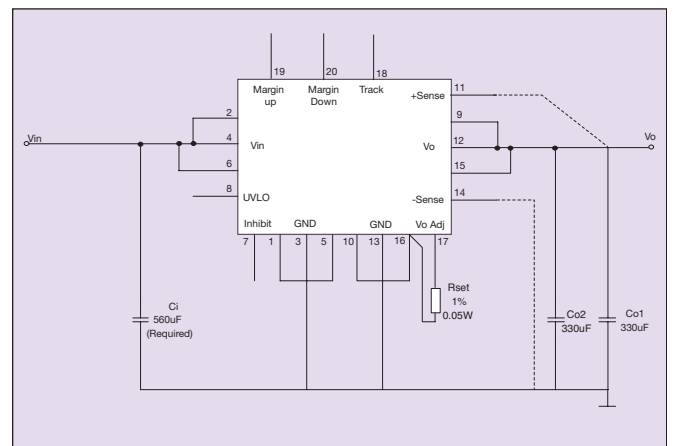 19
20
18
Margin
up
Margin
Down
Track
+Sense
11
2
9
Vin
4
Vin
Vo
12
Vo
6
15
8
UVLO
-Sense
14
Inhibit
GND
GND
Vo Adj
7
1
3
5
10
13
16
17
Rset
1%
0.05W
Ci
560uF
(Required)
Co2
330uF
Co1
330uF